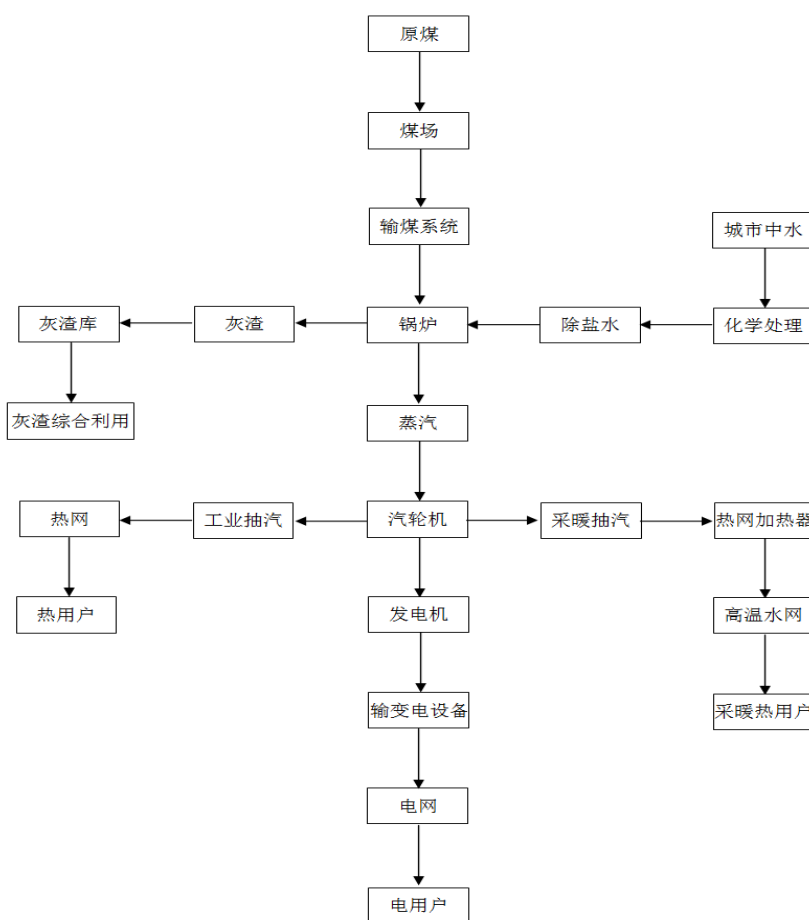 原煤
煤场
输煤系统
城市中水
灰渣库
灰渣
锅炉
除盐水
化学处理
灰渣综合利用
蒸汽
热网
工业抽汽
汽轮机
采暖抽汽
热网加热器
热用户
发电机
高温水网
输变电设备
采暖热用户
电网
电用户